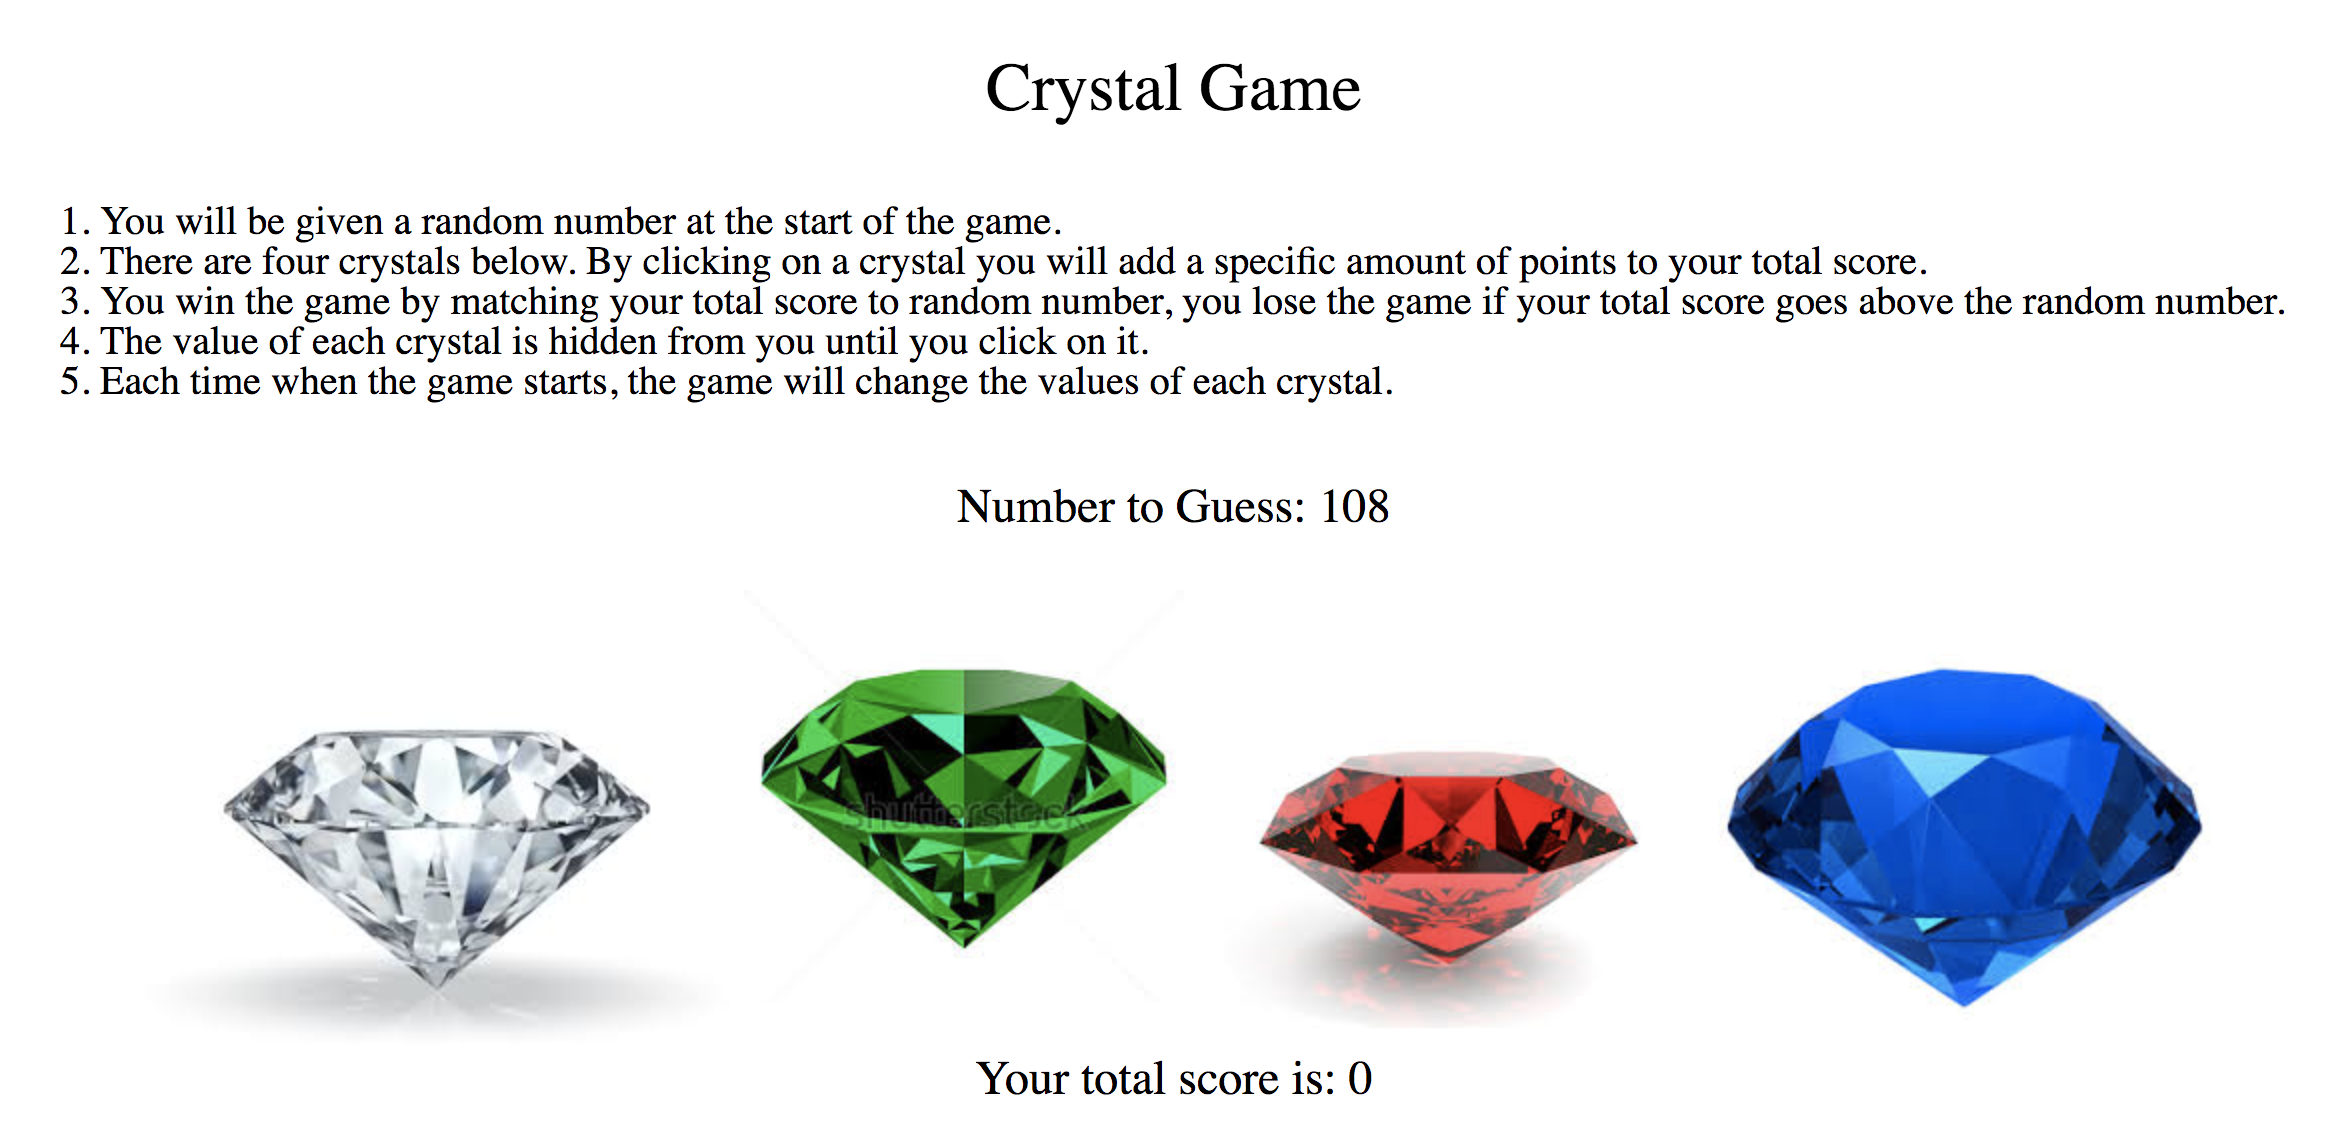 Crystal Game
1. You will be given a random number at the start of the game.
2. There are four crystals below. By clicking on a crystal you will add a specific amount of points to your total score.
3. You win the game by matching your total score to random number, you lose the game if your total score goes above the random number.
4. The value of each crystal is hidden from you until you click on it.
5. Each time when the game starts, the game will change the values of each crystal.
Number to Guess: 108
shutterstock
Your total score is: 0